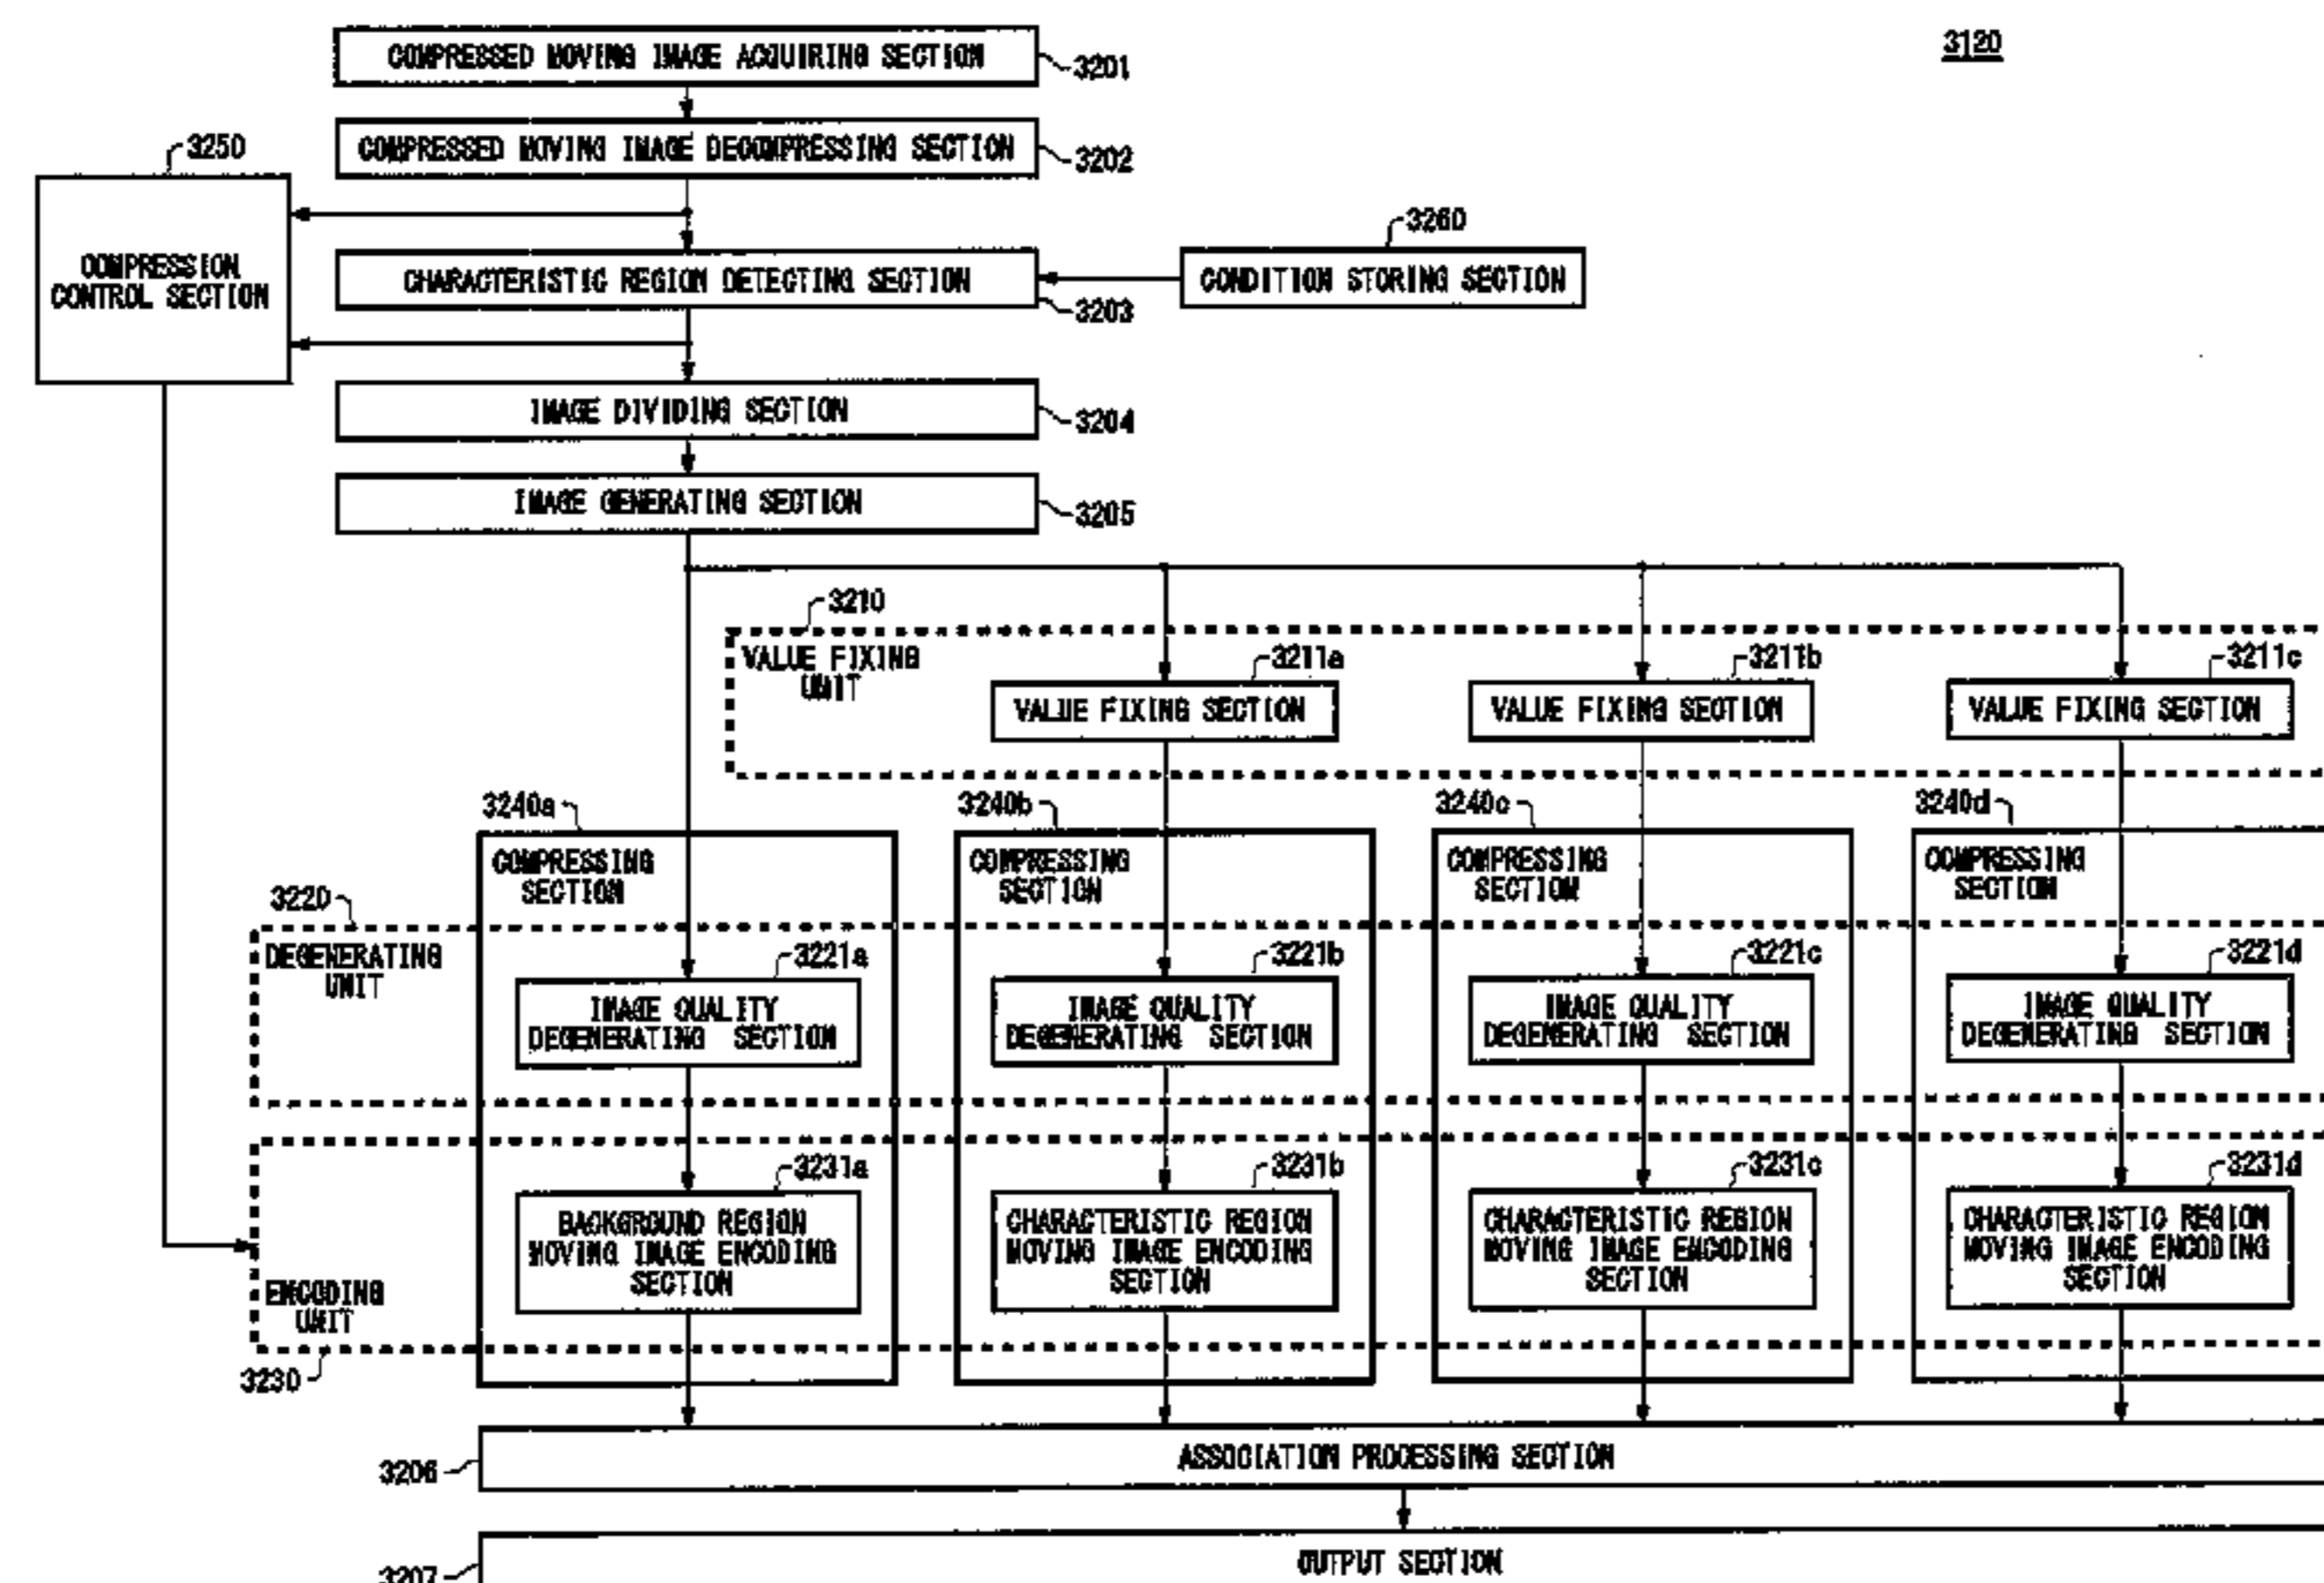 3120
COMPRESSED MOVING IMAGE ACQUIRING SECTION
3201
COMPRESSED MOVING IMAGE DECOMPRESSING SECTION
3202
3250
COMPRESSION
CONTROL SECTION
CHARACTERISTIC REGION DETECTING SECTION
3203
3260
CONDITION STORING SECTION
IMAGE DIVIDING SECTION
3204
IMAGE GENERATING SECTION
3205
3210
VALUE FIXING
UNIT
3211a
VALUE FIXING SECTION
3211b
VALUE FIXING SECTION
3211c
VALUE FIXING SECTION
3240a
COMPRESSING
SECTION
3240b
COMPRESSING
SECTION
3240c
COMPRESSING
SECTION
3240d
COMPRESSING
SECTION
3220
DEGENERATING
UNIT
3221a
IMAGE QUALITY
DEGENERATING SECTION
3221b
IMAGE QUALITY
DEGENERATING SECTION
3221c
IMAGE QUALITY
DEGENERATING SECTION
3221d
IMAGE QUALITY
DEGENERATING SECTION
3231a
BACKGROUND REGION
MOVING IMAGE ENCODING
SECTION
3231b
CHARACTERISTIC REGION
MOVING IMAGE ENCODING
SECTION
3231c
CHARACTERISTIC REGION
MOVING IMAGE ENCODING
SECTION
3231d
CHARACTERISTIC REGION
MOVING IMAGE ENCODING
SECTION
ENCODING
UNIT
3230
ASSOCIATION PROCESSING SECTION
3206
OUTPUT SECTION
3207